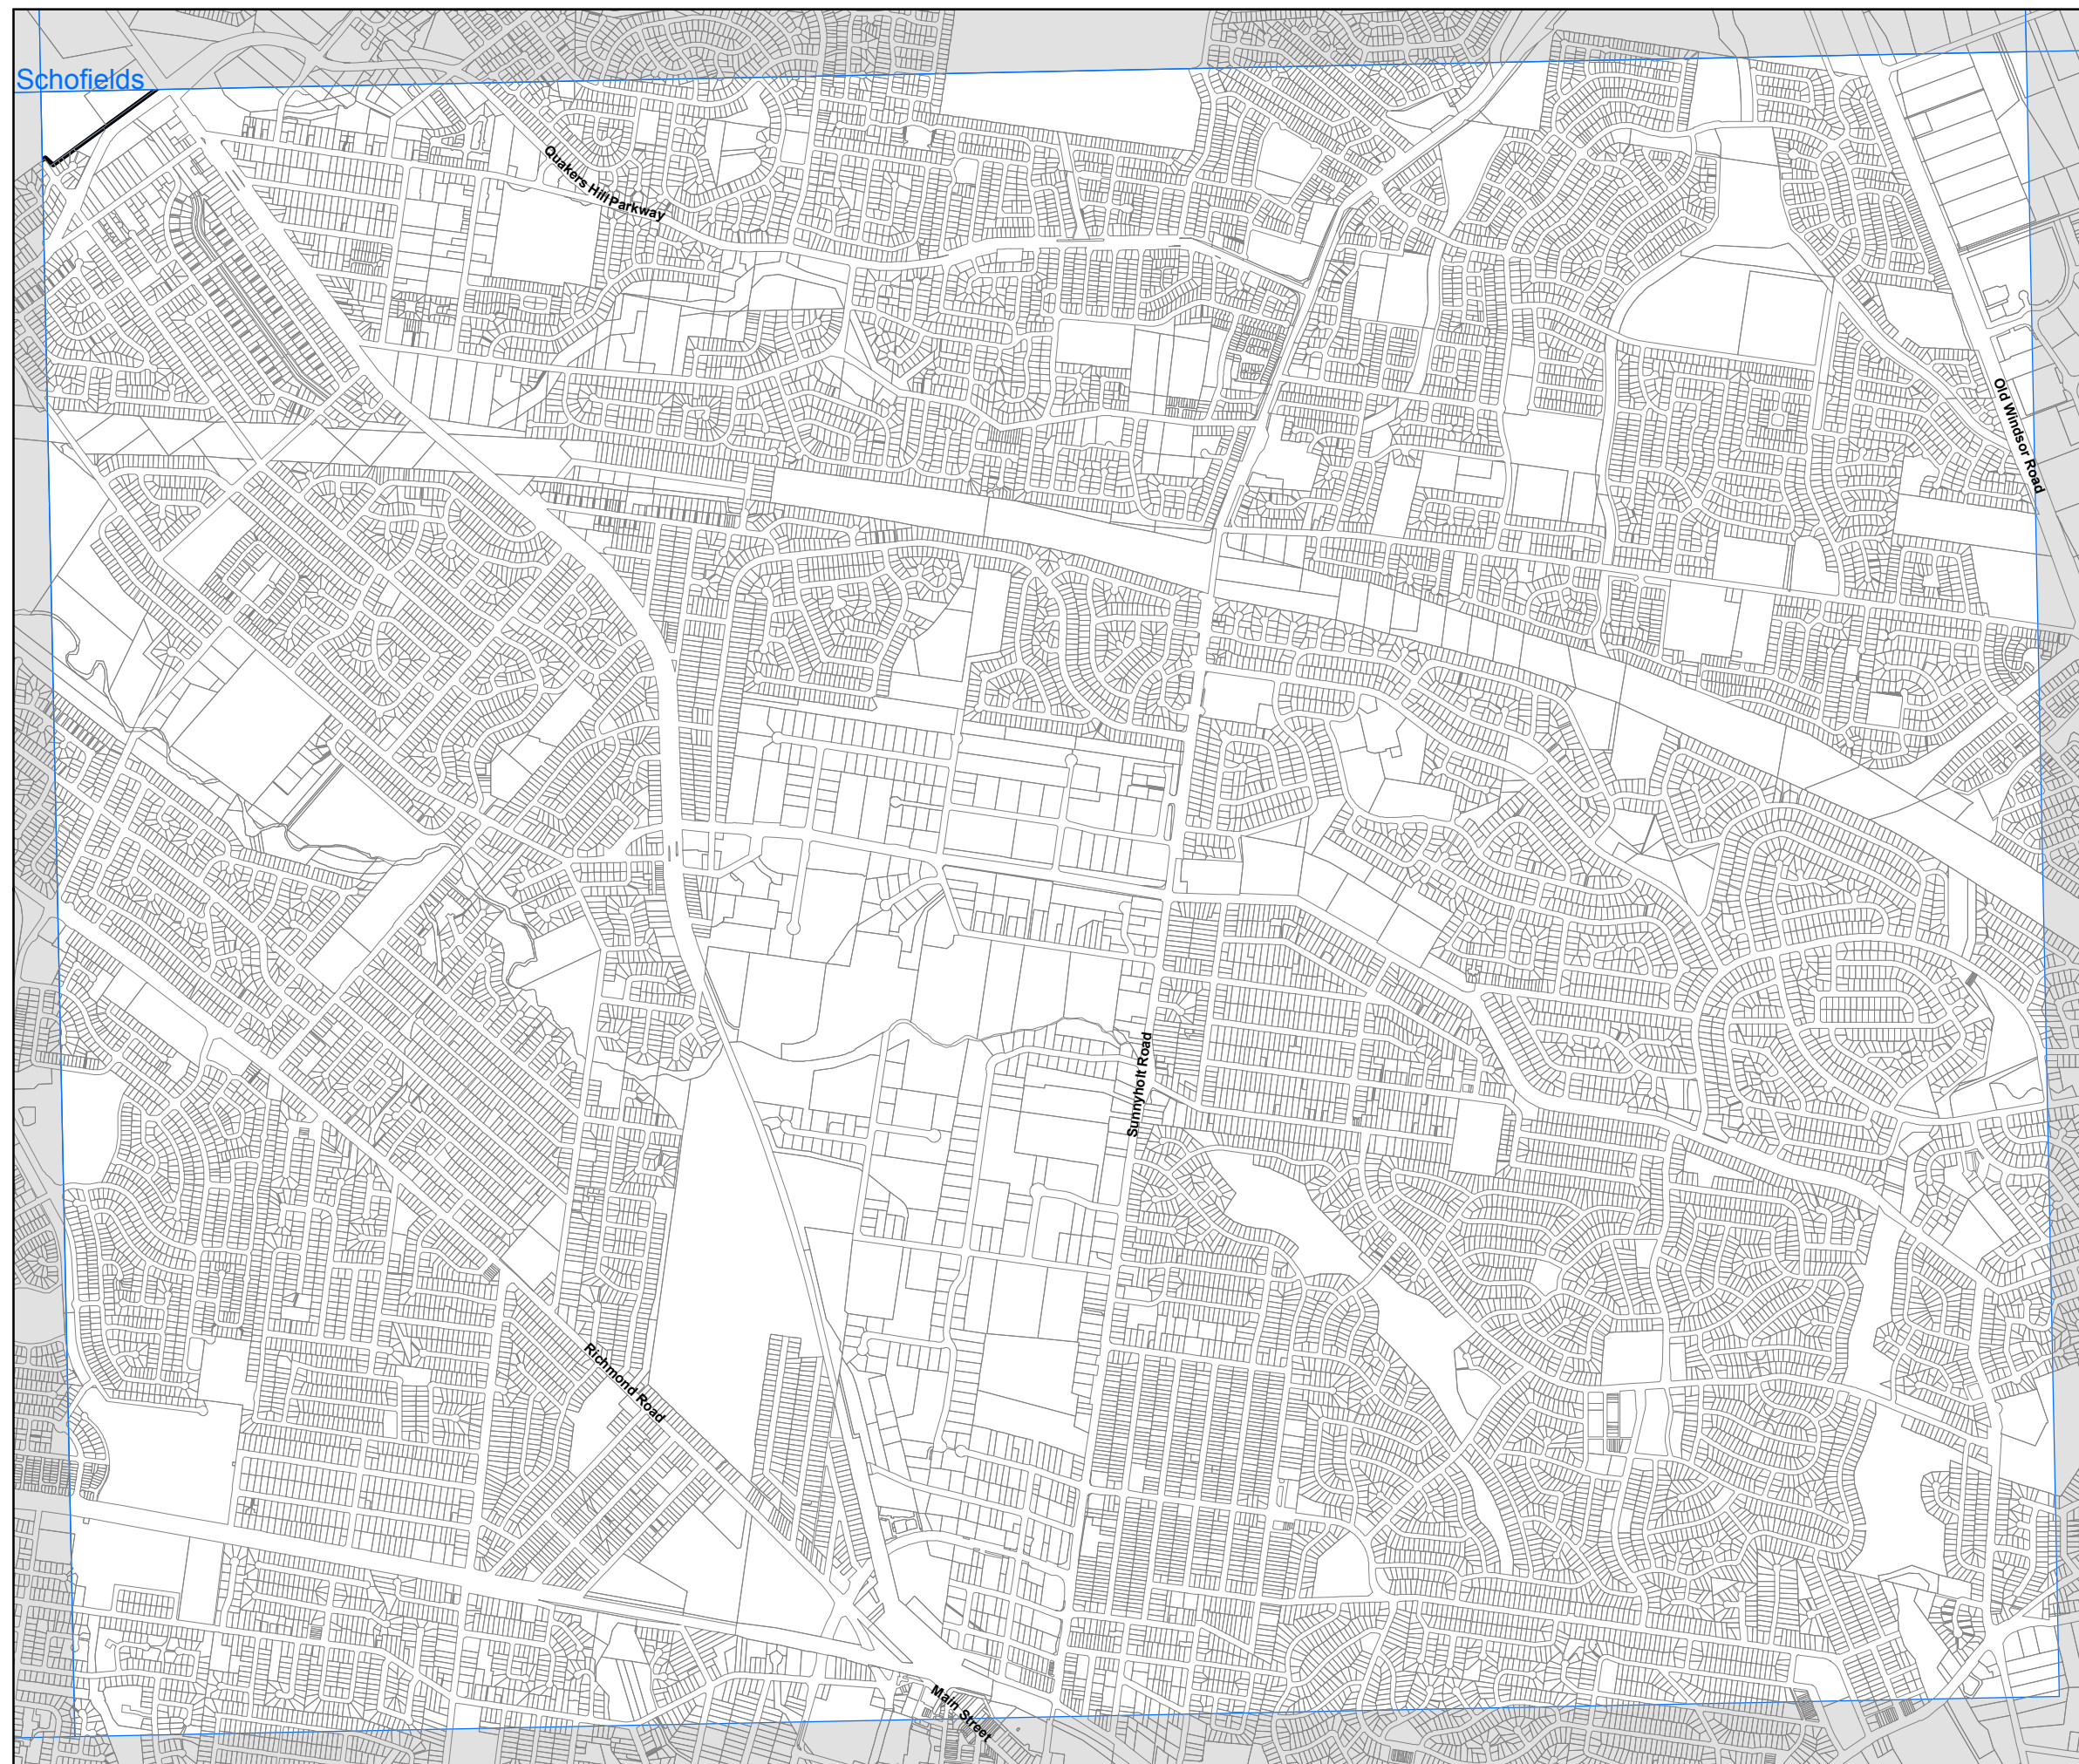 Schofields
Quakers Hill Parkway
Old Windsor Road
Sunnyholt Road
Richmond Road
Main Street